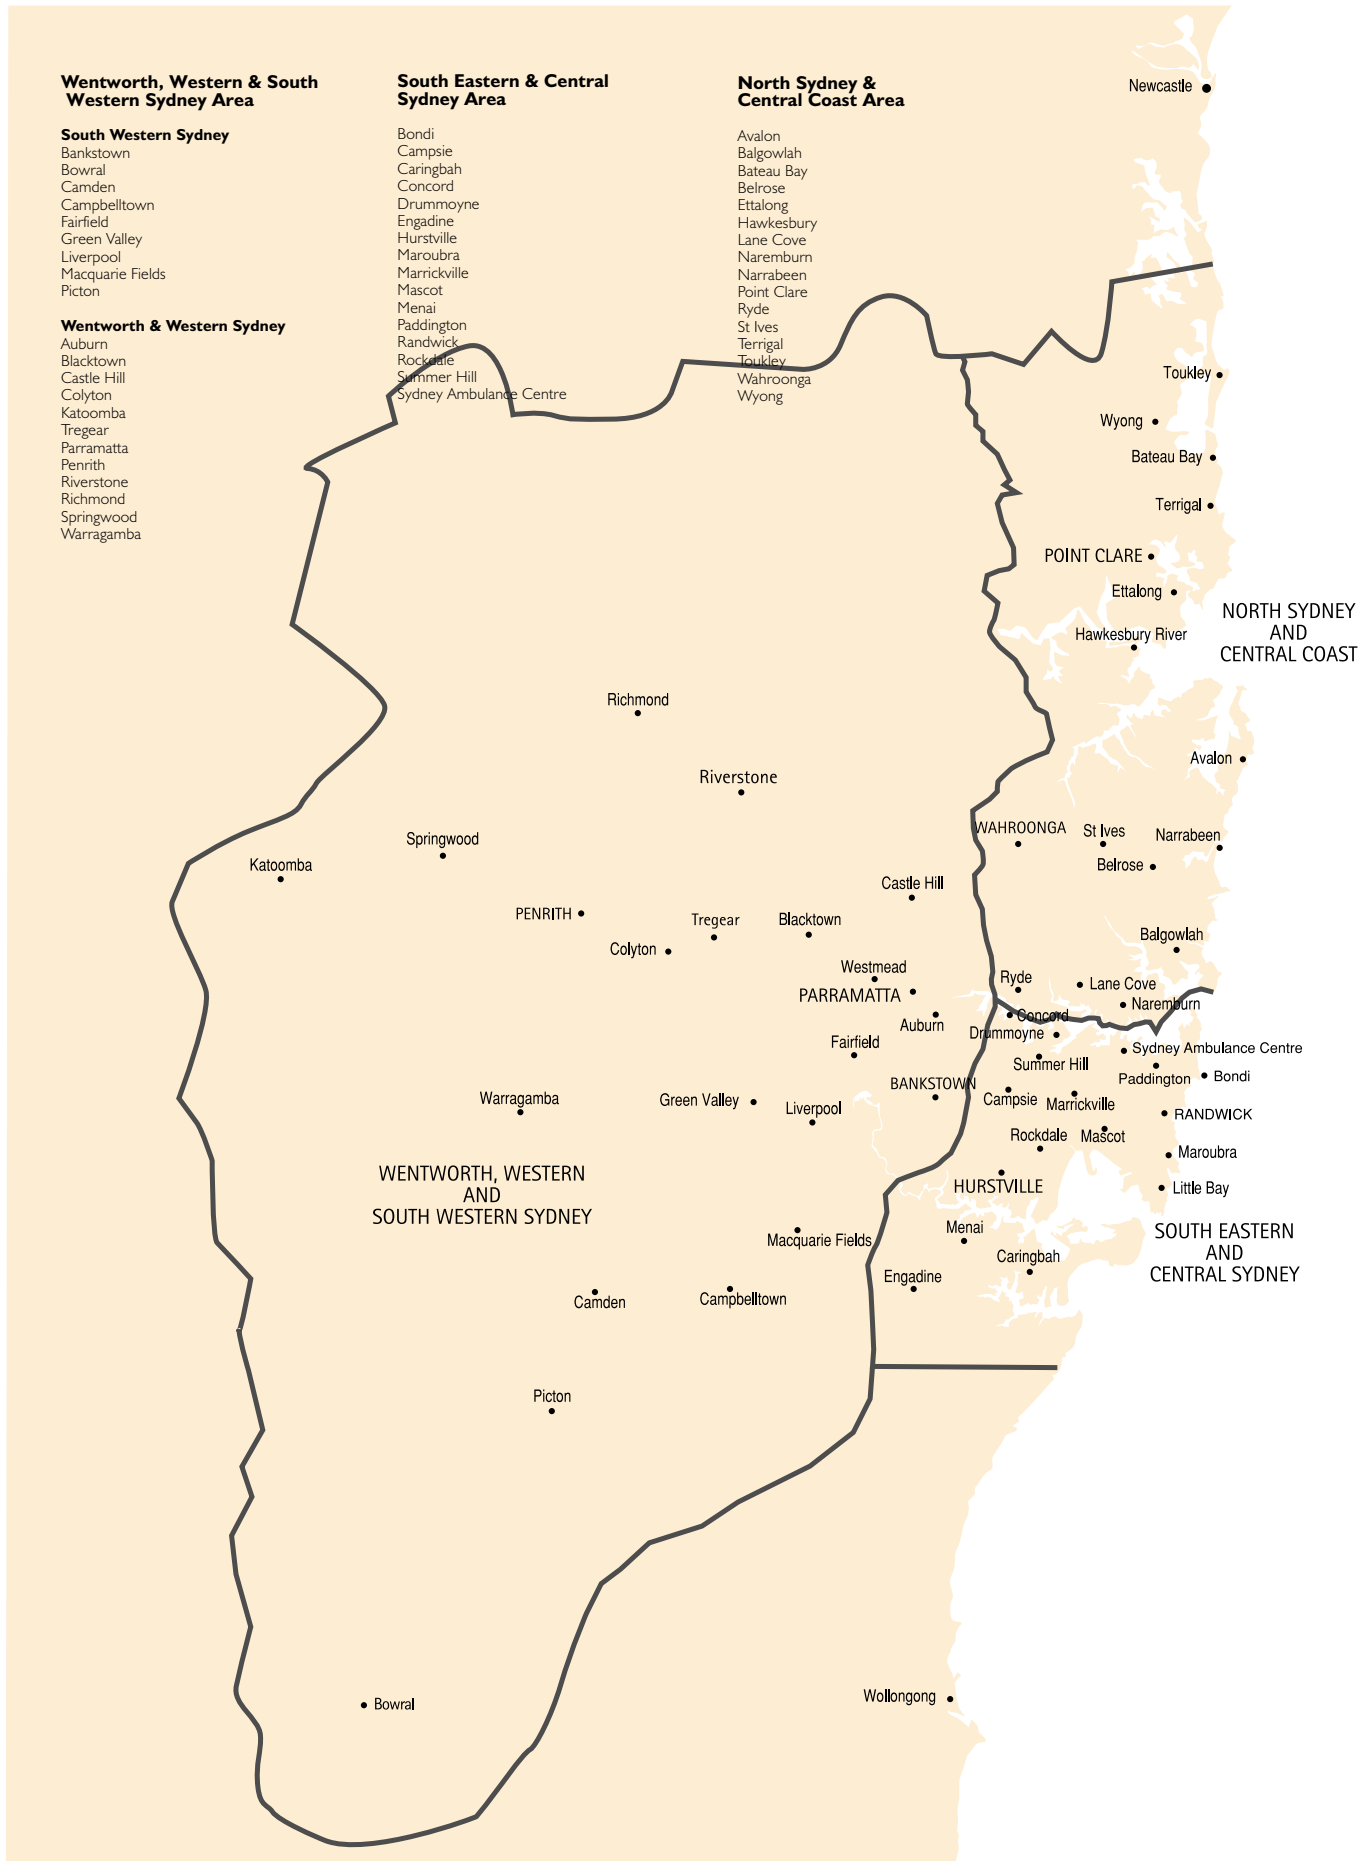 Wentworth, Western & South
Western Sydney Area
South Western Sydney
Bankstown
Bowral
Camden
Campbelltown
Fairfield
Green Valley
Liverpool
Macquarie Fields
Picton
Wentworth & Western Sydney
Auburn
Blacktown
Castle Hill
Colyton
Katoomba
Tregear
Parramatta
Penrith
Riverstone
Richmond
Springwood
Warragamba
South Eastern & Central
Sydney Area
Bondi
Campsie
Caringbah
Concord
Drummoyne
Engadine
Hurstville
Maroubra
Marrickville
Mascot
Menai
Paddington
Randwick
Rockdale
Summer Hill
Sydney Ambulance Centre
North Sydney &
Central Coast Area
Avalon
Balgowlah
Bateau Bay
Belrose
Ettalong
Hawkesbury
Lane Cove
Naremburn
Narrabeen
Point Clare
Ryde
St Ives
Terrigal
Toukley
Wahroonga
Wyong
Newcastle
Toukley
Wyong
Bateau Bay
Terrigal
POINT CLARE
Ettalong
Hawkesbury River
NORTH SYDNEY
AND
CENTRAL COAST
Richmond
Avalon
Riverstone
WAHROONGA
St Ives
Narrabeen
Springwood
Katoomba
Belrose
Castle Hill
PENRITH
Tregear
Blacktown
Colyton
Balgowlah
Westmead
PARRAMATTA
Ryde
Lane Cove
Naremburn
Auburn
Concord
Drummoyne
Fairfield
Sydney Ambulance Centre
Summer Hill
Paddington
Bondi
BANKSTOWN
Warragamba
Green Valley
Liverpool
Campsie
Marrickville
RANDWICK
Rockdale
Mascot
Maroubra
WENTWORTH, WESTERN
AND
SOUTH WESTERN SYDNEY
HURSTVILLE
Little Bay
Macquarie Fields
Menai
SOUTH EASTERN
AND
CENTRAL SYDNEY
Caringbah
Engadine
Camden
Campbelltown
Picton
Bowral
Wollongong